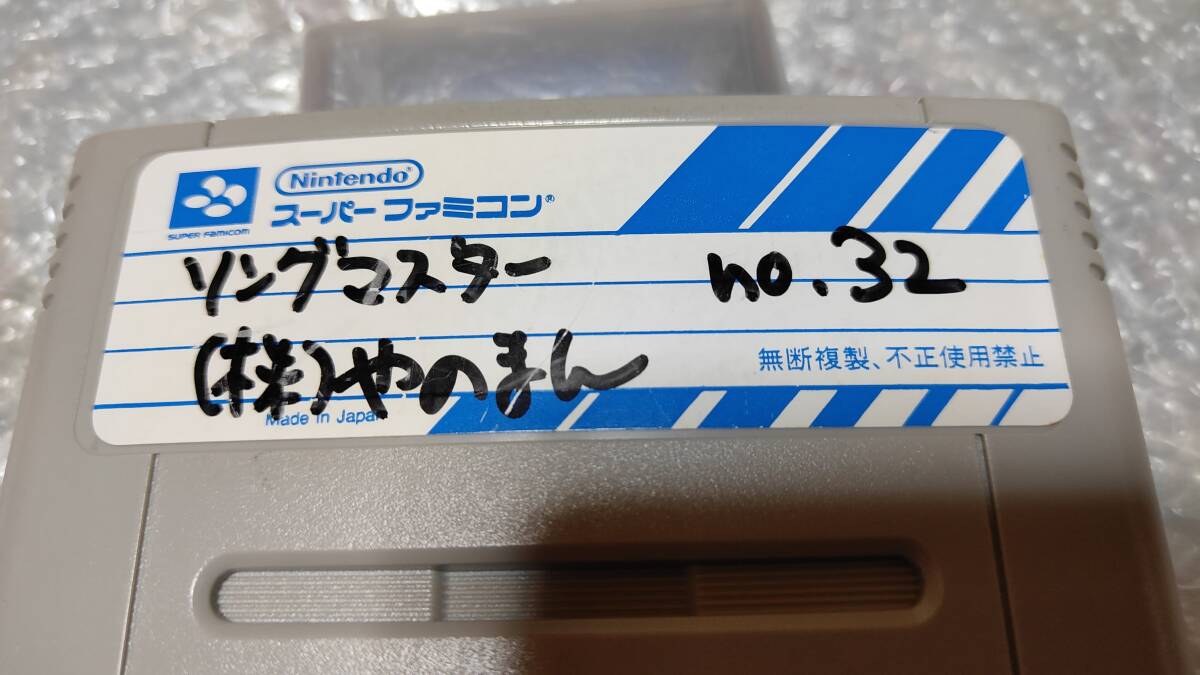 Nintendo®
SUPER FAMICOM
スーパーファミコン®
ソングマスター no.32
(株)やのまん
無断複製、不正使用禁止
Made in Japan